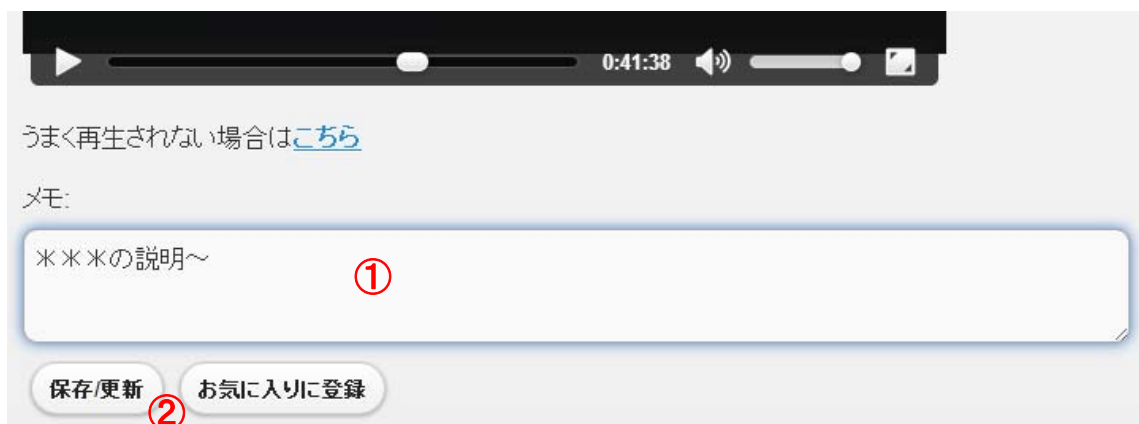 0:41:38
うまく再生されない場合はこちら
メモ:
＊＊＊の説明～
①
保存/更新 お気に入りに登録
②